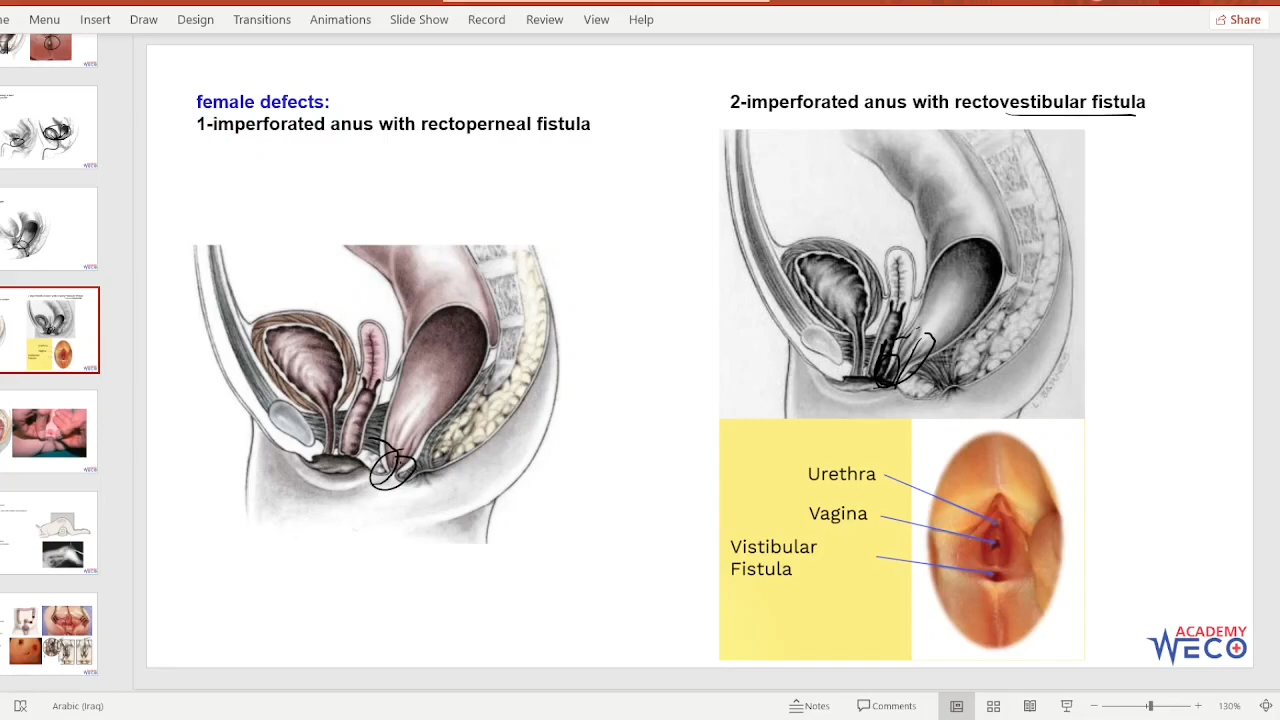 ne
Menu
Insert
Draw
Design
Transitions
Animations
Slide Show
Record
Review
View
Help
Share
female defects:
1-imperforated anus with rectoperneal fistula
2-imperforated anus with rectovestibular fistula
Urethra
Vagina
Vistibular
Fistula
ACADEMY
WECO
Arabic (Iraq)
Notes
Comments
130%